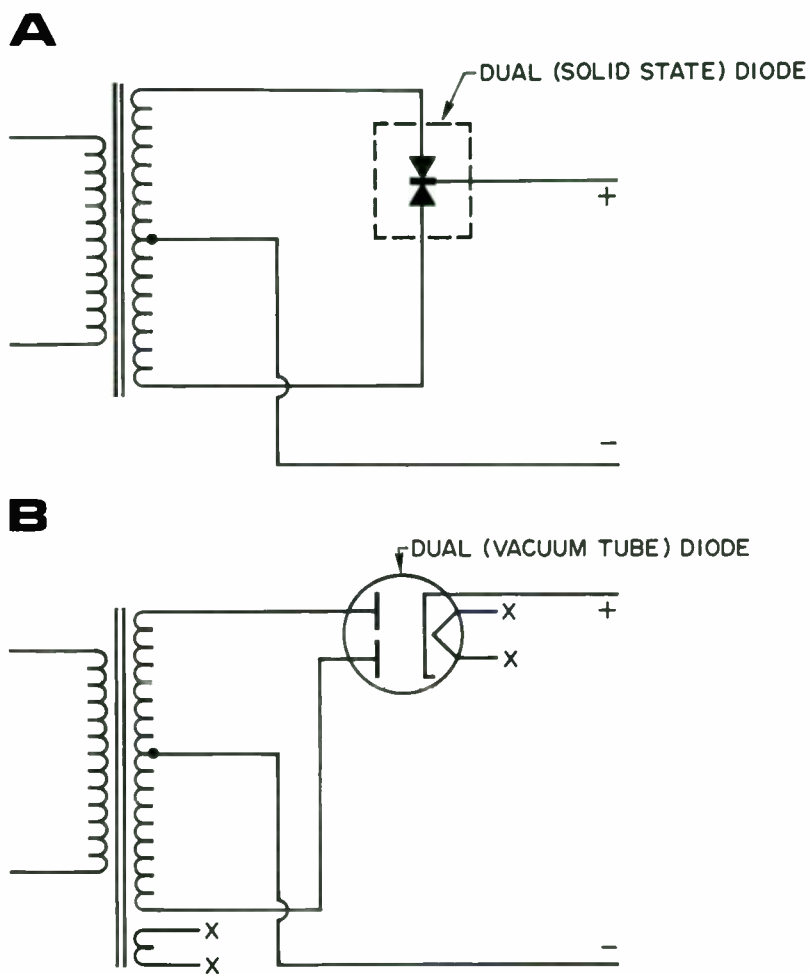 A
DUAL (SOLID STATE) DIODE
+
−
B
DUAL (VACUUM TUBE) DIODE
+
X
X
X
X
−